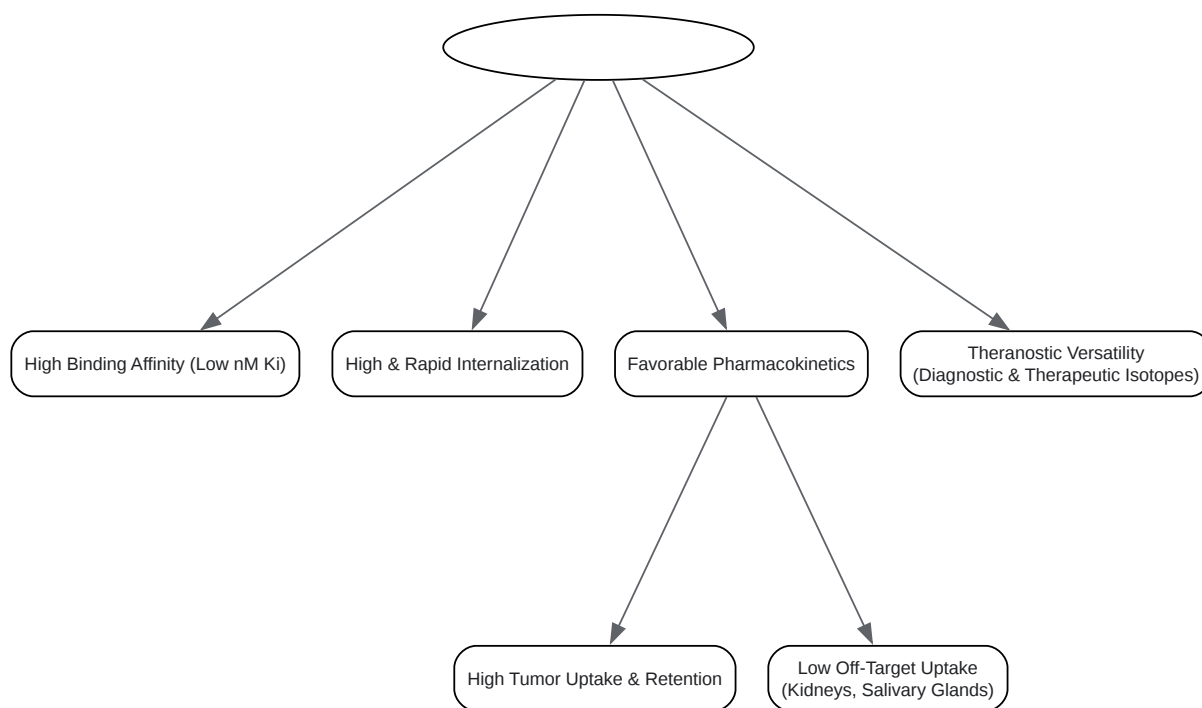 High Binding Affinity (Low nM Ki)
High & Rapid Internalization
Favorable Pharmacokinetics
Theranostic Versatility
(Diagnostic & Therapeutic Isotopes)
High Tumor Uptake & Retention
Low Off-Target Uptake
(Kidneys, Salivary Glands)